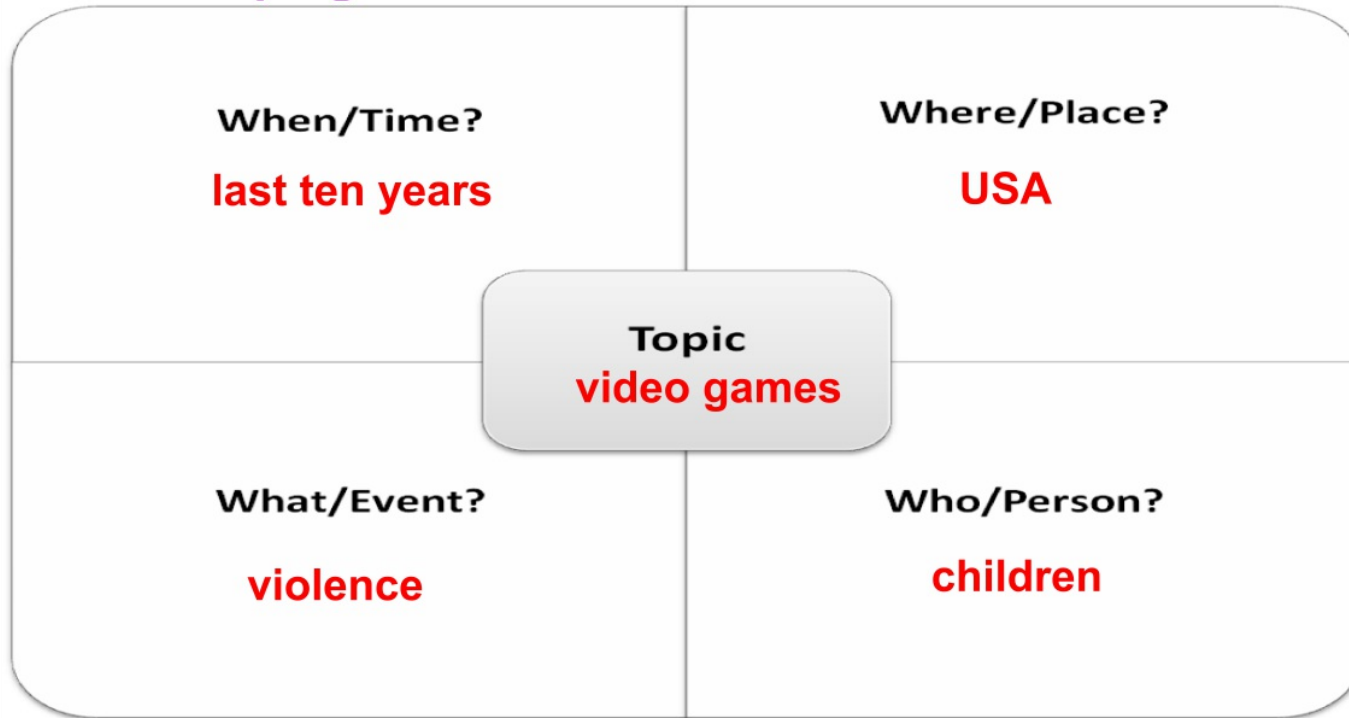 When/Time?
last ten years
Where/Place?
USA
Topic
video games
What/Event?
violence
Who/Person?
children